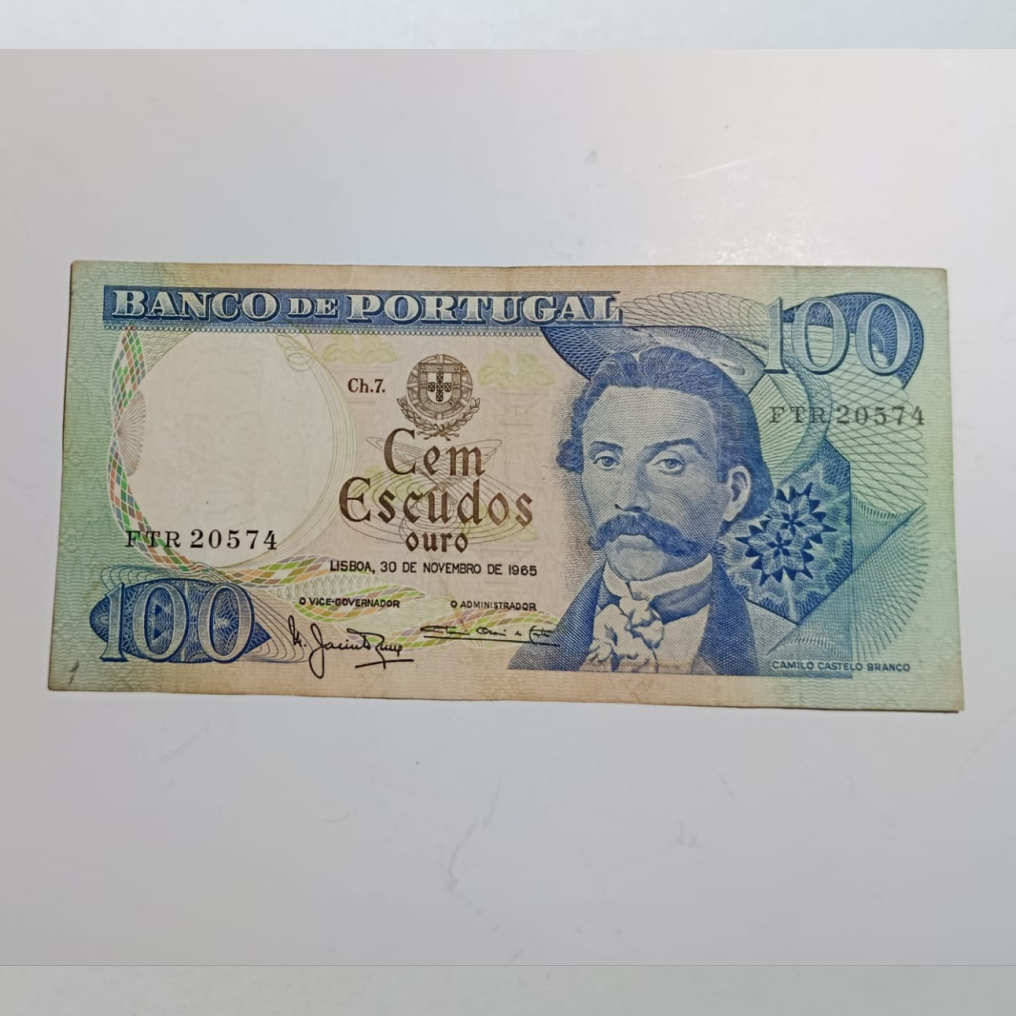 BANCO DE PORTUGAL
100
Ch.7.
FTR 20574
Cem
Escudos
ouro
FTR 20574
LISBOA, 30 DE NOVEMBRO DE 1965
O VICE-GOVERNADOR O ADMINISTRADOR
100
CAMILO CASTELO BRANCO